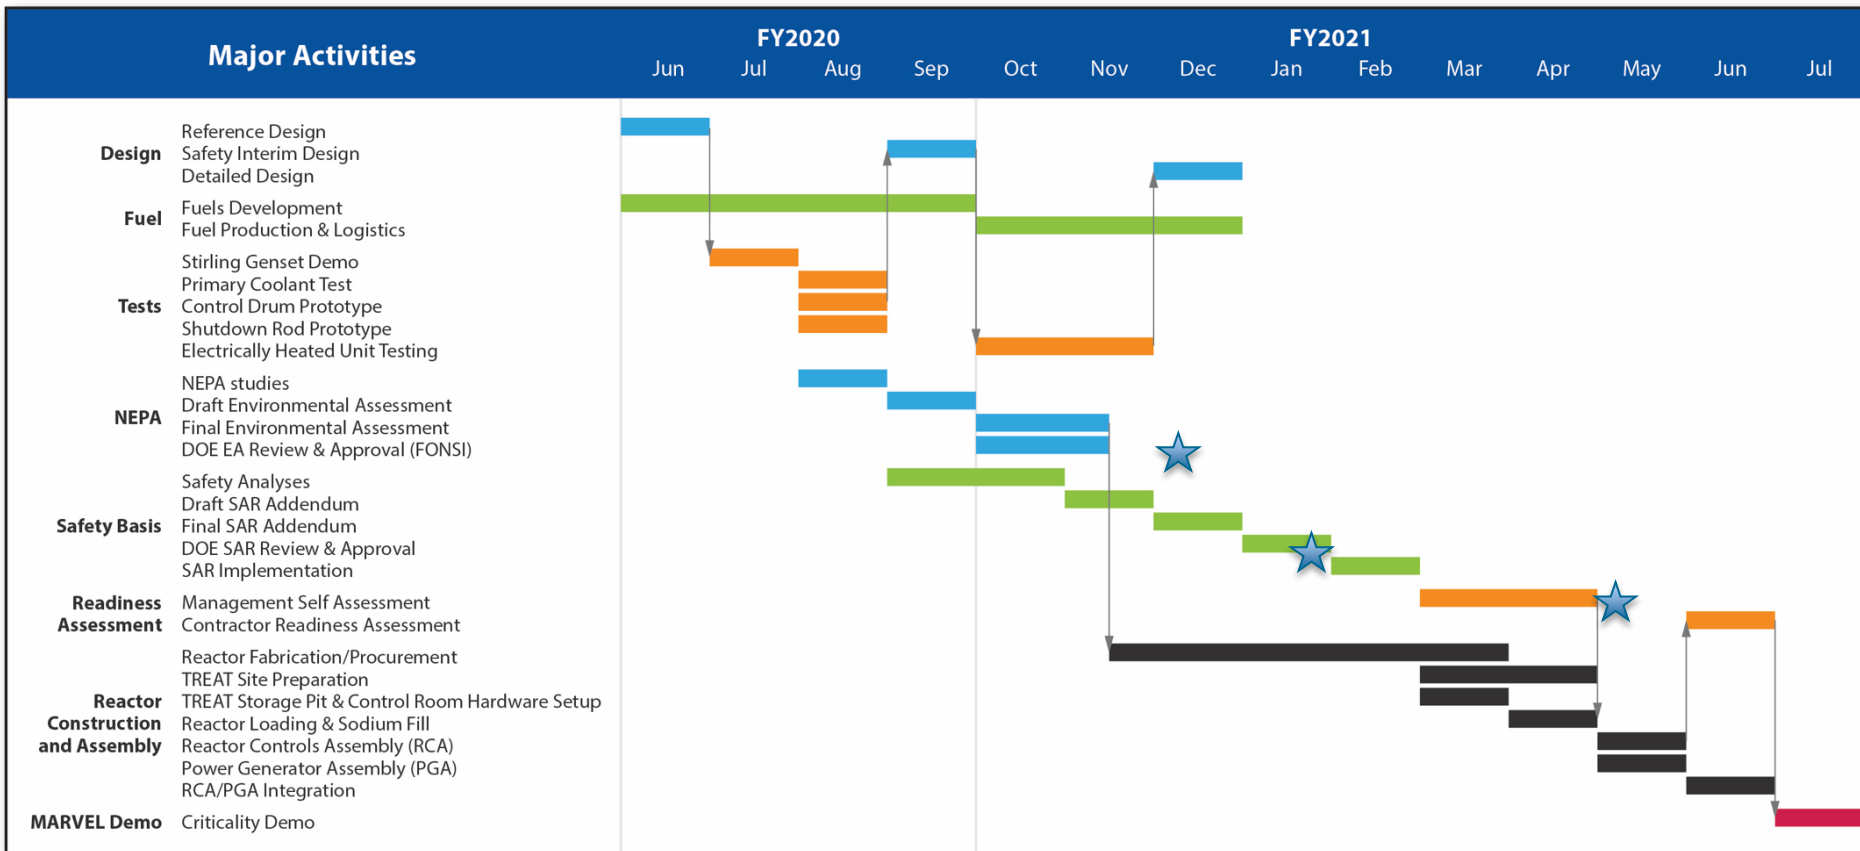 Major Activities
FY2020
FY2021
Jun Jul Aug Sep Oct Nov Dec Jan Feb Mar Apr May Jun Jul
Design
Reference Design
Safety Interim Design
Detailed Design
Fuel
Fuels Development
Fuel Production & Logistics
Tests
Stirling Genset Demo
Primary Coolant Test
Control Drum Prototype
Shutdown Rod Prototype
Electrically Heated Unit Testing
NEPA
NEPA studies
Draft Environmental Assessment
Final Environmental Assessment
DOE EA Review & Approval (FONSI)
Safety Basis
Safety Analyses
Draft SAR Addendum
Final SAR Addendum
DOE SAR Review & Approval
SAR Implementation
Readiness
Assessment
Management Self Assessment
Contractor Readiness Assessment
Reactor
Construction
and Assembly
Reactor Fabrication/Procurement
TREAT Site Preparation
TREAT Storage Pit & Control Room Hardware Setup
Reactor Loading & Sodium Fill
Reactor Controls Assembly (RCA)
Power Generator Assembly (PGA)
RCA/PGA Integration
MARVEL Demo
Criticality Demo